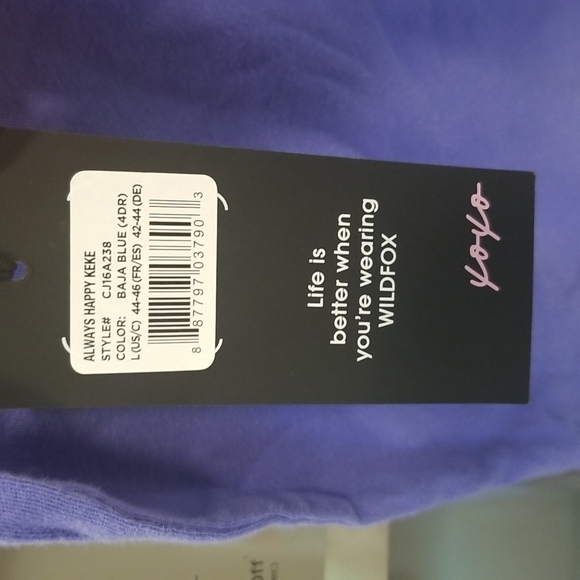 ALWAYS HAPPY KEKE
STYLE# CJ16A238
COLOR: BAJA BLUE (4DR)
L(US/C) 44-46(FR/ES) 42-44(DE)
8 87797 03790 3
Life is
better when
you're wearing
WILDFOX
xoxo